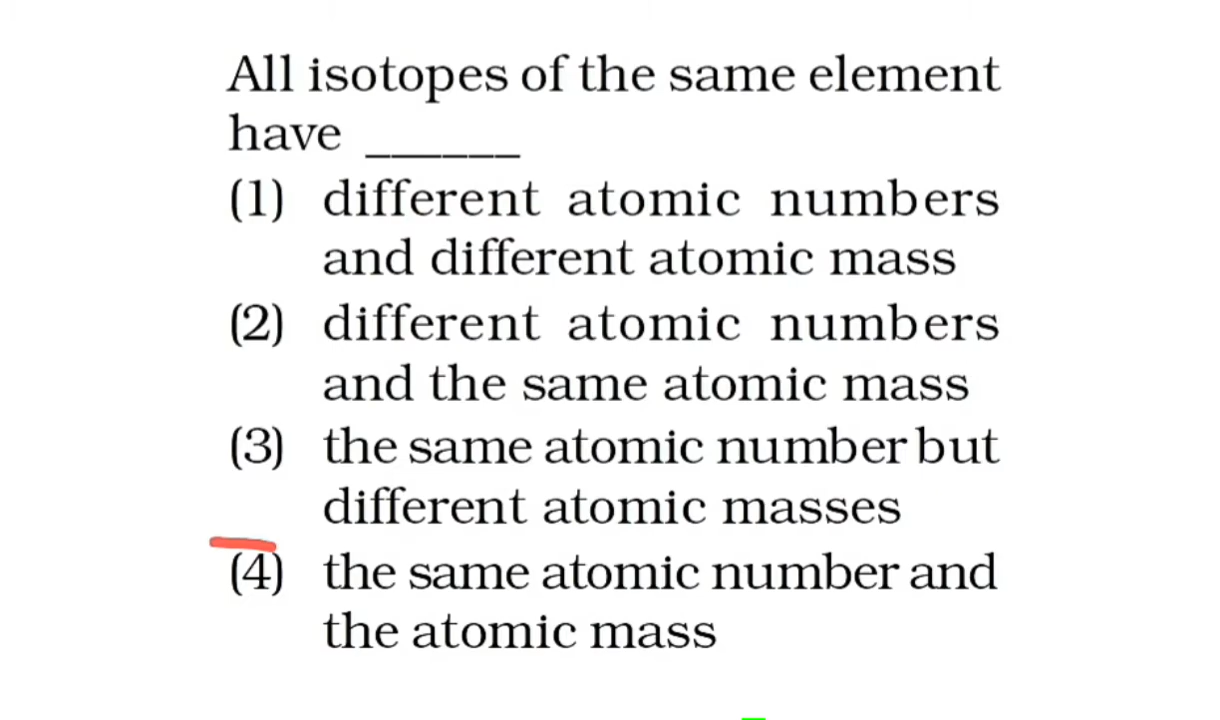 All isotopes of the same element
have ______
(1) different atomic numbers
and different atomic mass
(2) different atomic numbers
and the same atomic mass
(3) the same atomic number but
different atomic masses
(4) the same atomic number and
the atomic mass